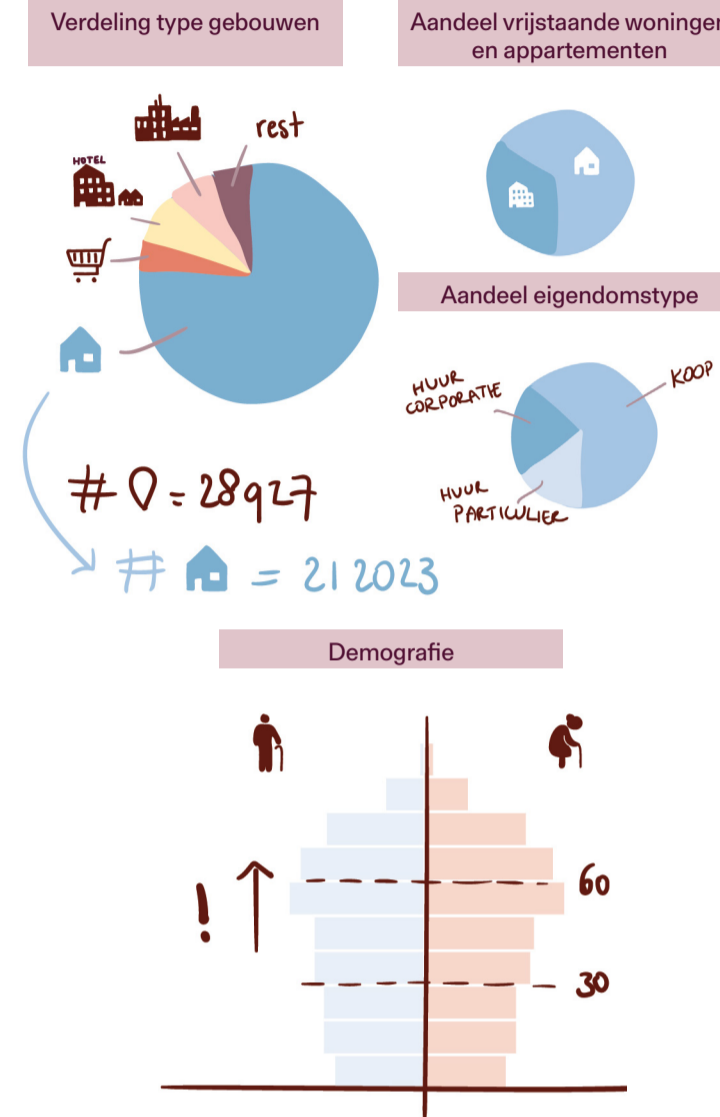 Verdeling type gebouwen
rest
HOTEL
# = 28927
# = 212023
Aandeel vrijstaande woningen
en appartementen
Aandeel eigendomstype
HUUR
CORPORATIE
KOOP
HUUR
PARTICULIER
Demografie
!
60
30